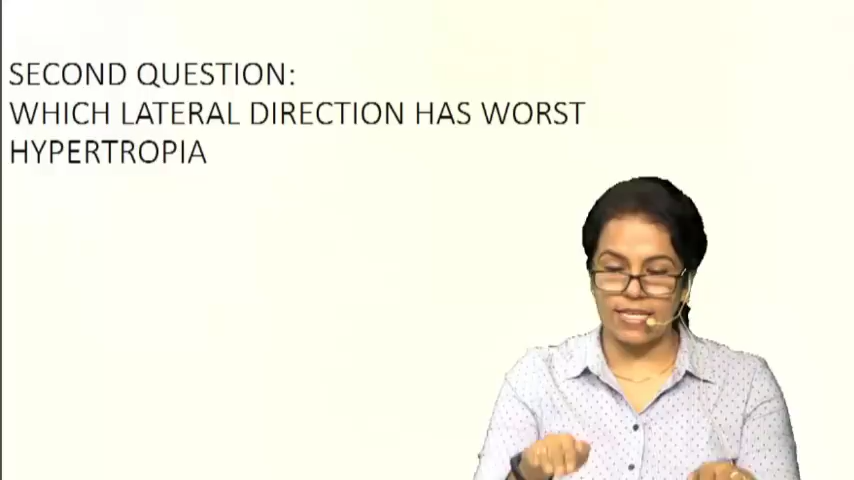 SECOND QUESTION:
WHICH LATERAL DIRECTION HAS WORST
HYPERTROPIA